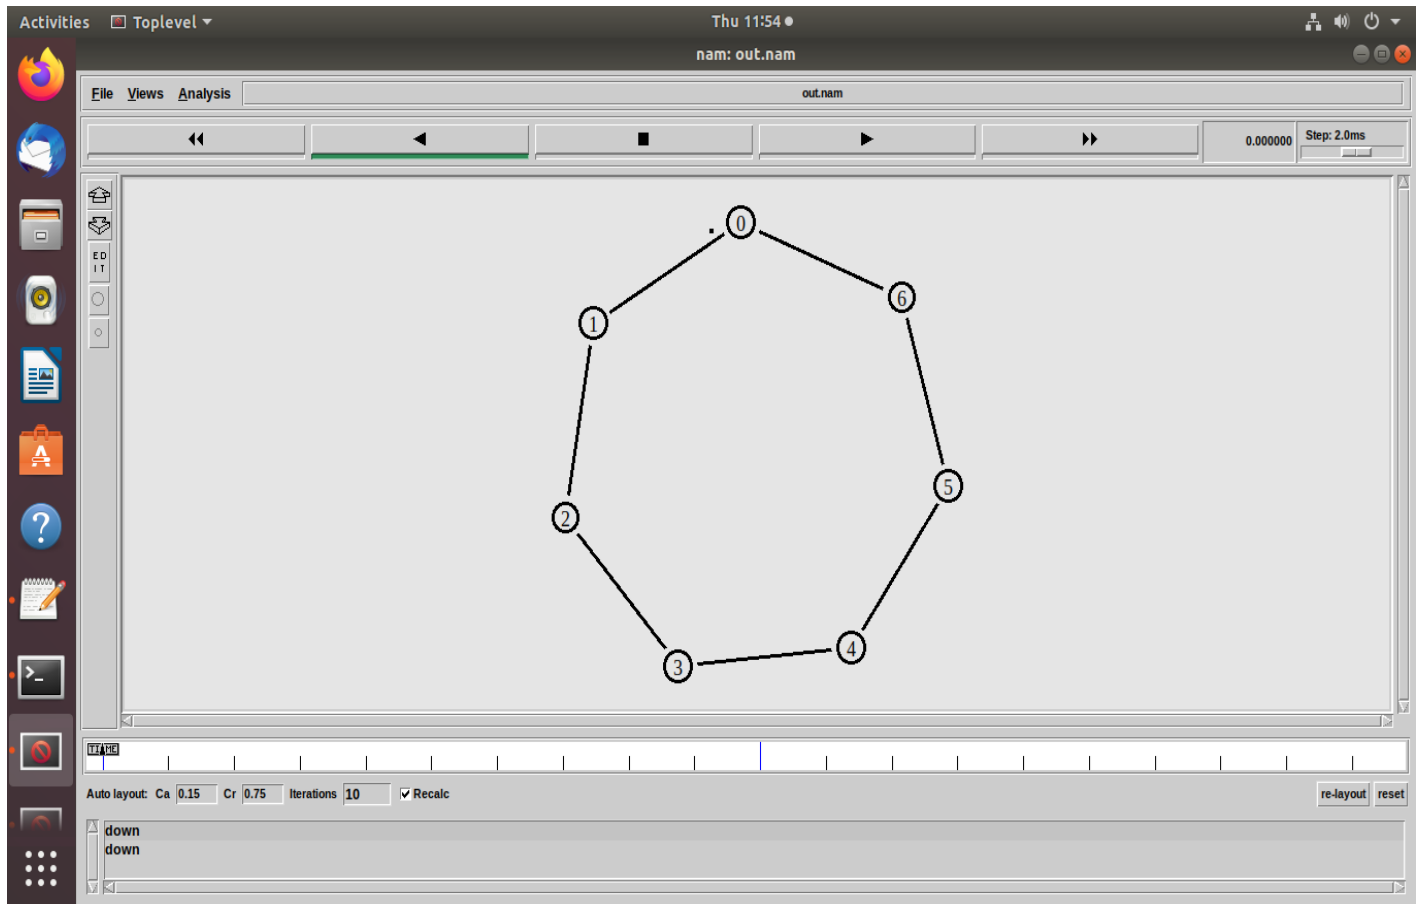 Activities Toplevel Thu 11:54
nam: out.nam
File Views Analysis out.nam
0.000000 Step: 2.0ms
ED
IT
0
6
1
5
2
4
3
TIME
Auto layout: Ca 0.15 Cr 0.75 Iterations 10 Recalc re-layout reset
down
down